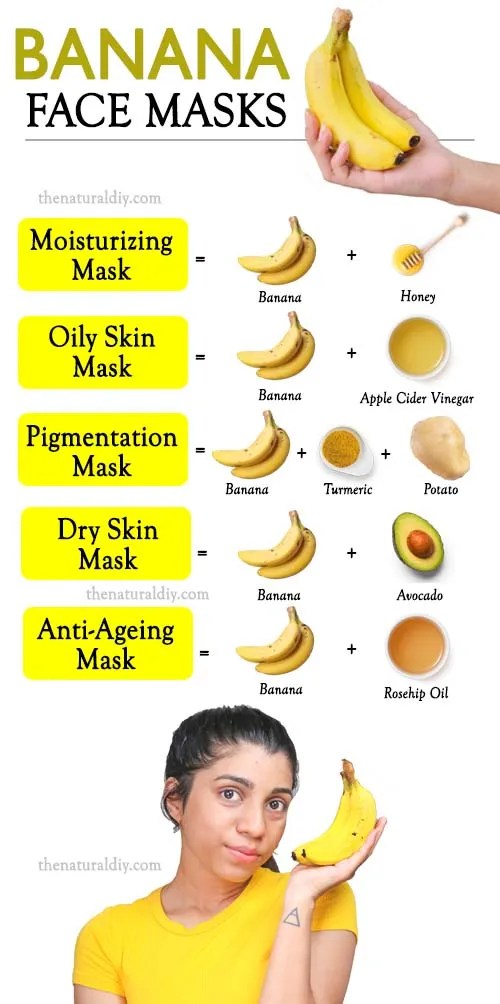 BANANA
FACE MASKS
thenaturaldiy.com
Moisturizing
Mask
=
+
Banana
Honey
Oily Skin
Mask
=
+
Banana
Apple Cider Vinegar
Pigmentation
Mask
=
+
+
Banana
Turmeric
Potato
Dry Skin
Mask
=
+
thenaturaldiy.com
Banana
Avocado
Anti-Ageing
Mask
=
+
Banana
Rosehip Oil
thenaturaldiy.com